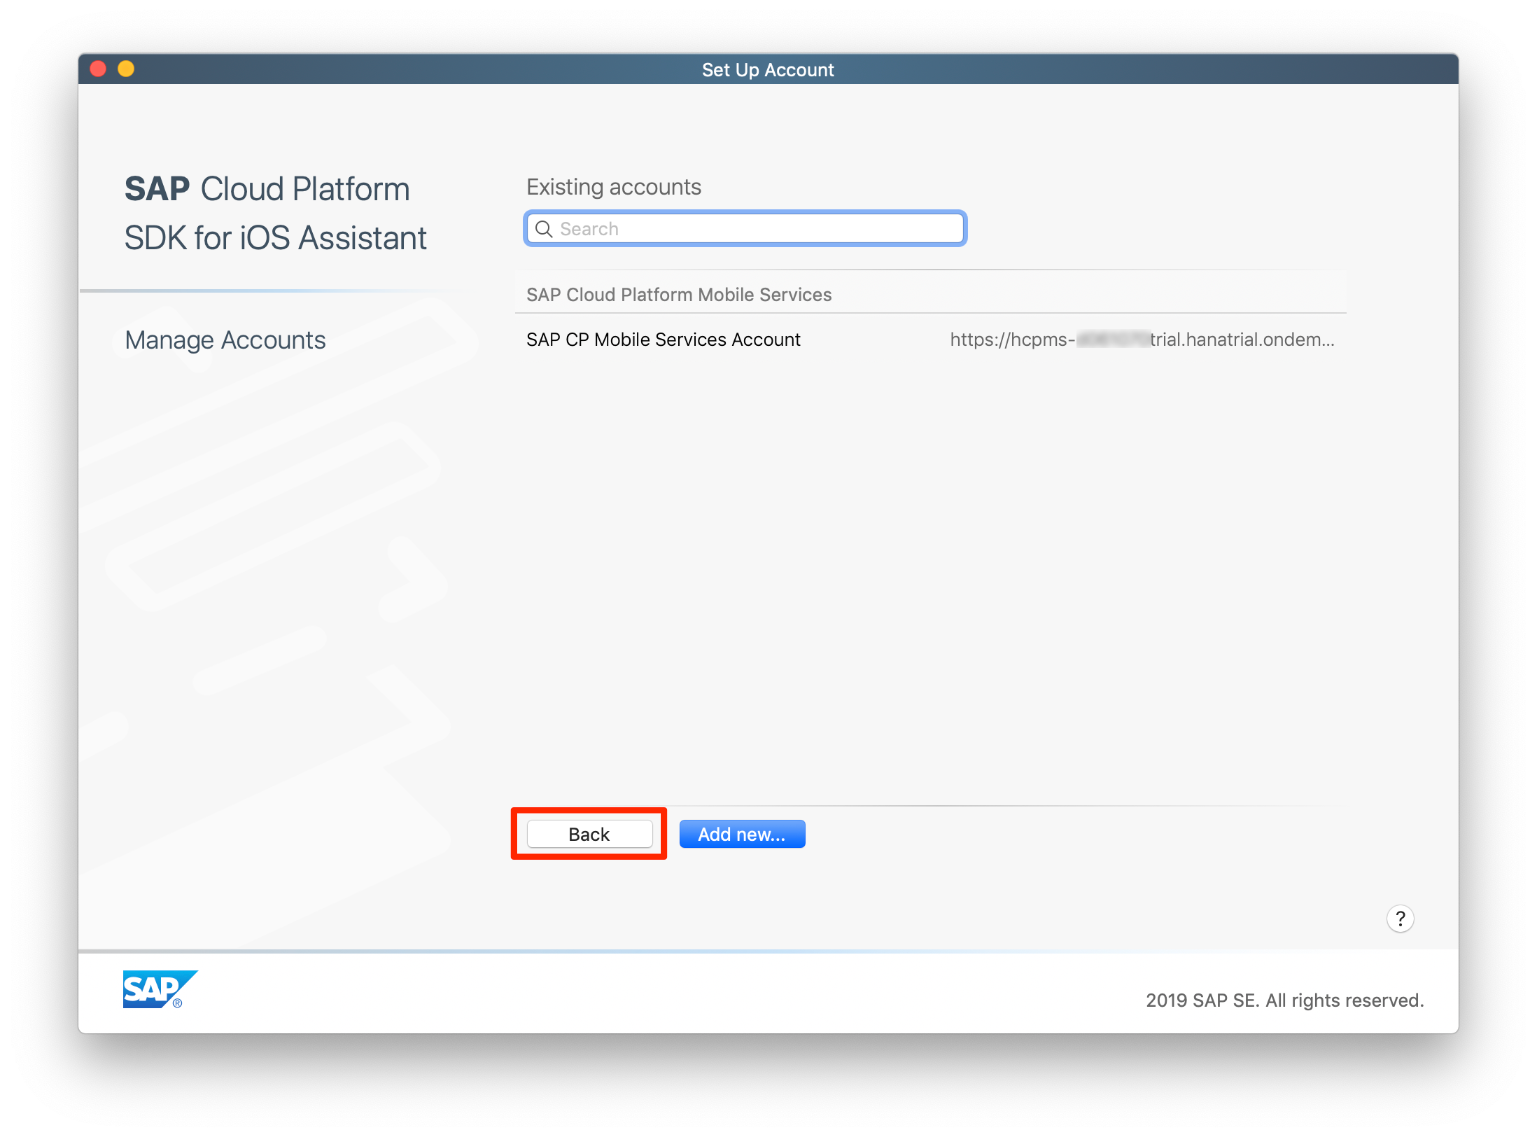 Set Up Account
SAP Cloud Platform
SDK for iOS Assistant
Manage Accounts
Existing accounts
Search
SAP Cloud Platform Mobile Services
SAP CP Mobile Services Account
https://hcpms-trial.hanatrial.ondem...
Back
Add new...
?
SAP®
2019 SAP SE. All rights reserved.